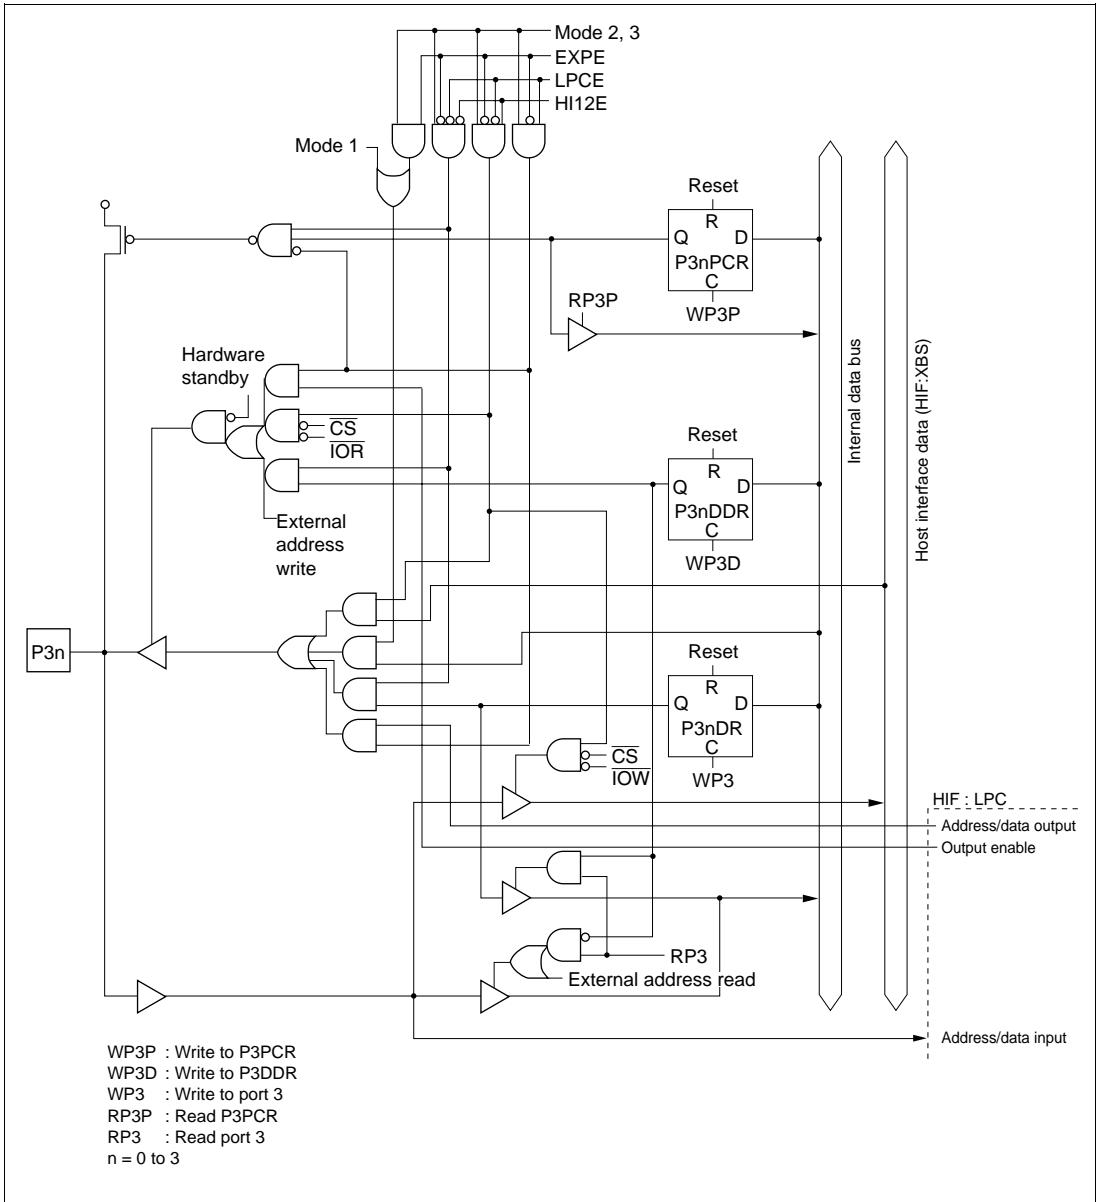 Mode 2, 3
EXPE
LPCE
HI12E
Mode 1
Reset
R
Q D
P3nPCR
C
WP3P
RP3P
Hardware
standby
CS
IOR
External
address
write
Reset
R
Q D
P3nDDR
C
WP3D
Internal data bus
Host interface data (HIF:XBS)
P3n
Reset
R
Q D
P3nDR
C
WP3
CS
IOW
HIF : LPC
Address/data output
Output enable
RP3
External address read
Address/data input
WP3P : Write to P3PCR
WP3D : Write to P3DDR
WP3 : Write to port 3
RP3P : Read P3PCR
RP3 : Read port 3
n = 0 to 3